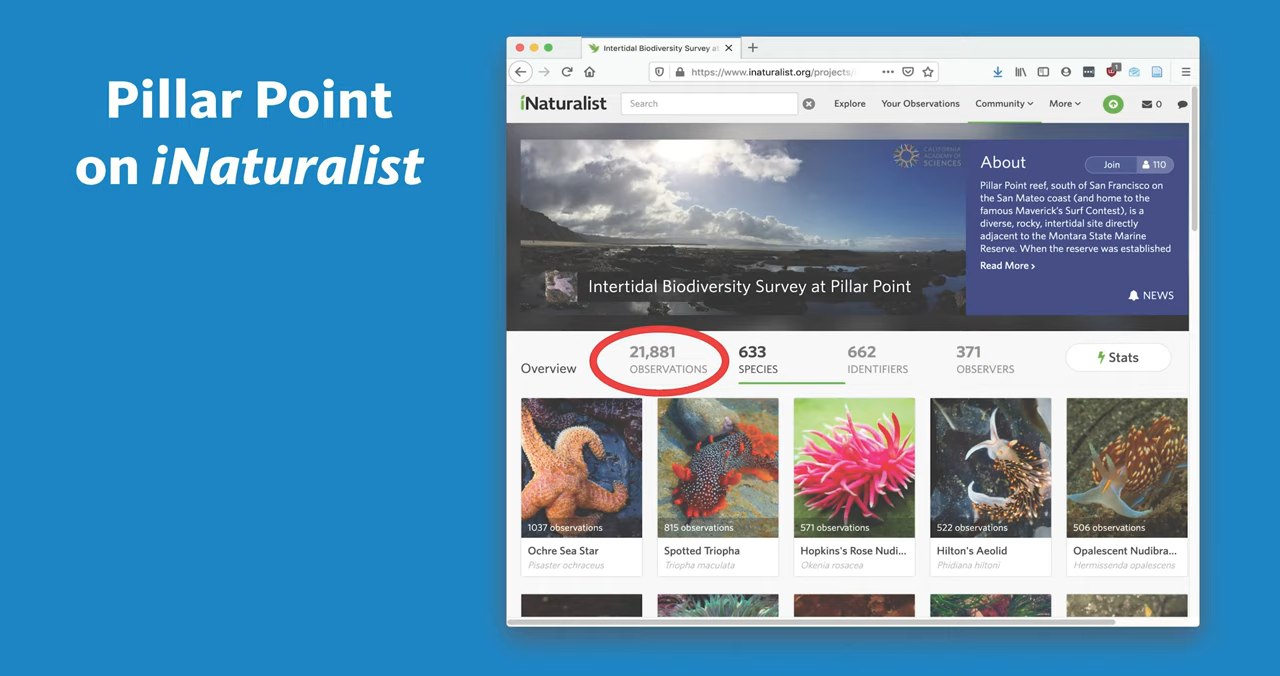 Pillar Point
on iNaturalist
Intertidal Biodiversity Survey at
https://www.inaturalist.org/projects/
1
iNaturalist
Search
Explore
Your Observations
Community
More
0
CALIFORNIA
ACADEMY OF
SCIENCES
About
Join
110
Pillar Point reef, south of San Francisco on
the San Mateo coast (and home to the
famous Maverick's Surf Contest), is a
diverse, rocky, intertidal site directly
adjacent to the Montara State Marine
Reserve. When the reserve was established
Read More >
NEWS
Intertidal Biodiversity Survey at Pillar Point
Overview
21,881
OBSERVATIONS
633
SPECIES
662
IDENTIFIERS
371
OBSERVERS
Stats
1037 observations
Ochre Sea Star
Pisaster ochraceus
815 observations
Spotted Triopha
Triopha maculata
571 observations
Hopkins's Rose Nudi...
Okenia rosacea
522 observations
Hilton's Aeolid
Phidiana hiltoni
506 observations
Opalescent Nudibra...
Hermissenda opalescens